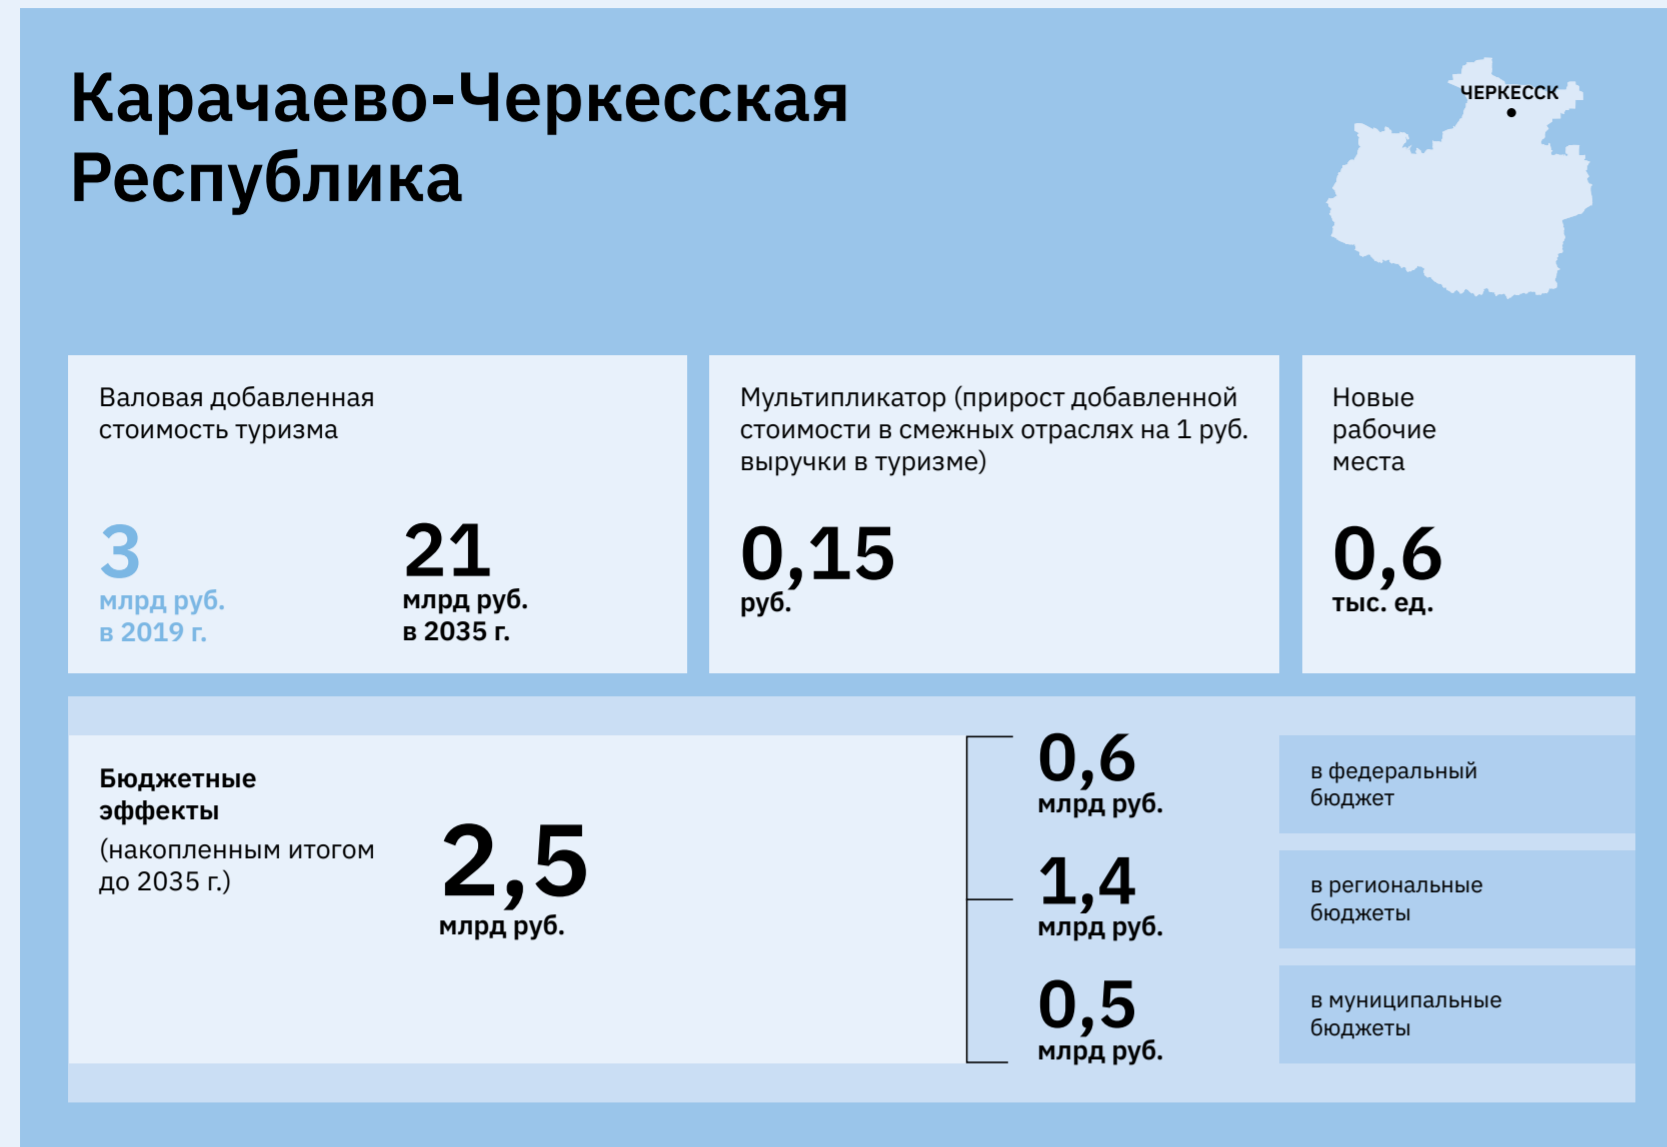 Карачаево-Черкесская
Республика
ЧЕРКЕССК
Валовая добавленная
стоимость туризма
3
млрд руб.
в 2019 г.
21
млрд руб.
в 2035 г.
Мультипликатор (прирост добавленной
стоимости в смежных отраслях на 1 руб.
выручки в туризме)
0,15
руб.
Новые
рабочие
места
0,6
тыс. ед.
Бюджетные
эффекты
(накопленным итогом
до 2035 г.)
2,5
млрд руб.
0,6
млрд руб.
в федеральный
бюджет
1,4
млрд руб.
в региональные
бюджеты
0,5
млрд руб.
в муниципальные
бюджеты